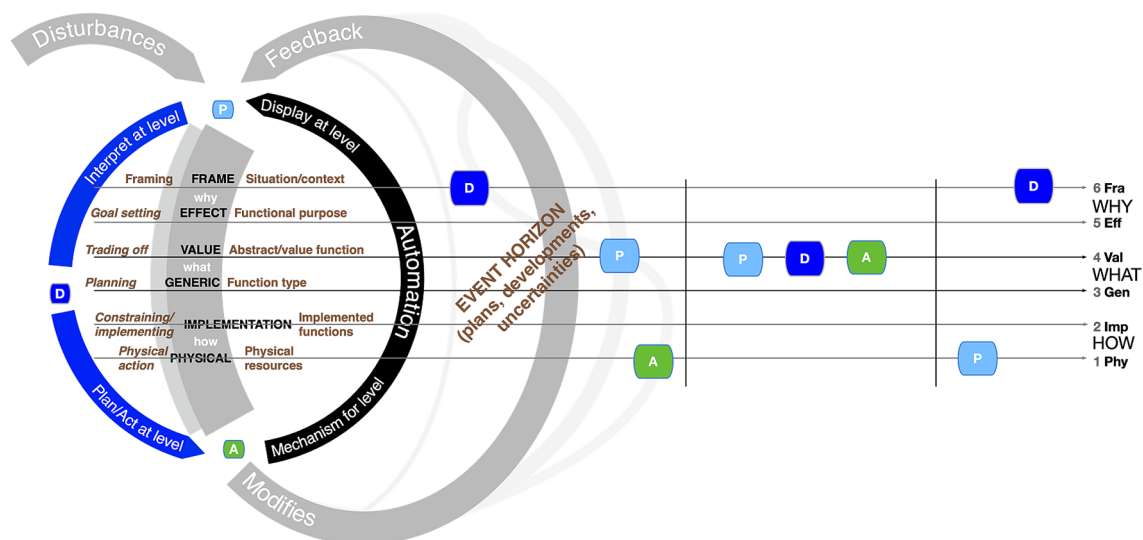 Disturbances
Feedback
P
Interpret at level
Display at level
Framing FRAME Situation/context
why
Goal setting EFFECT Functional purpose
Trading off VALUE Abstract/value function
what
Planning GENERIC Function type
D
Constraining/
implementing IMPLEMENTATION Implemented
functions
how
Physical
action PHYSICAL Physical
resources
Plan/Act at level
Mechanism for level
Automation
A
Modifies
EVENT HORIZON
(plans, developments,
uncertainties)
D
P
A
P
D
A
D
P
6 Fra
WHY
5 Eff
4 Val
WHAT
3 Gen
2 Imp
HOW
1 Phy